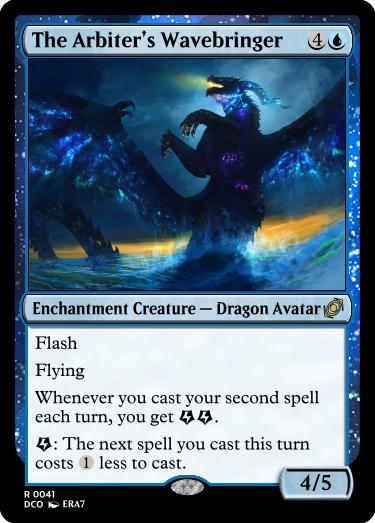 The Arbiter's Wavebringer 4
Enchantment Creature — Dragon Avatar
Flash
Flying
Whenever you cast your second spell
each turn, you get .
: The next spell you cast this turn
costs 1 less to cast.
4/5
R 0041
DCO ERA7